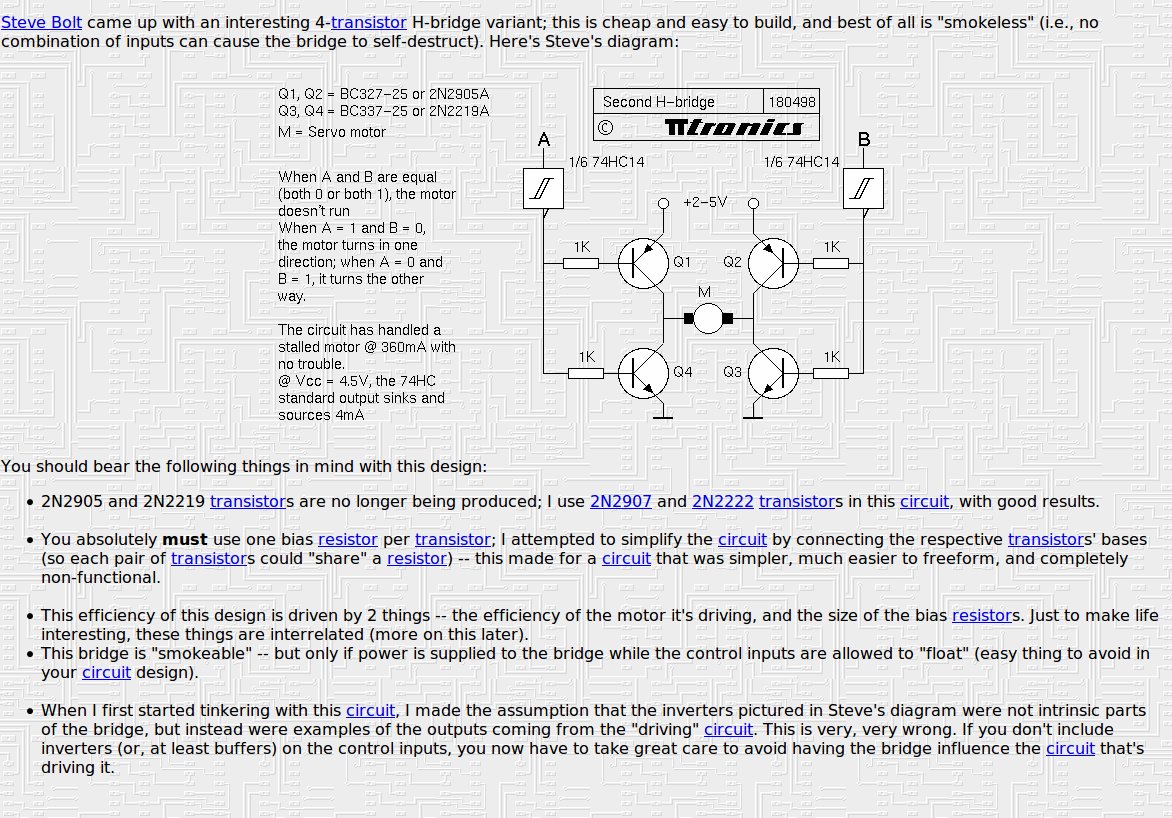 Steve Bolt came up with an interesting 4-transistor H-bridge variant; this is cheap and easy to build, and best of all is "smokeless" (i.e., no
combination of inputs can cause the bridge to self-destruct). Here's Steve's diagram:
Q1, Q2 = BC327-25 or 2N2905A
Q3, Q4 = BC337-25 or 2N2219A
M = Servo motor
Second H-bridge
180498
© TTtronics
A
B
1/6 74HC14
1/6 74HC14
When A and B are equal
(both 0 or both 1), the motor
doesn't run
When A = 1 and B = 0,
the motor turns in one
direction; when A = 0 and
B = 1, it turns the other
way.
+2-5V
1K
Q1
Q2
1K
M
The circuit has handled a
stalled motor @ 360mA with
no trouble.
@ Vcc = 4.5V, the 74HC
standard output sinks and
sources 4mA
1K
Q4
Q3
1K
You should bear the following things in mind with this design:
• 2N2905 and 2N2219 transistors are no longer being produced; I use 2N2907 and 2N2222 transistors in this circuit, with good results.
• You absolutely must use one bias resistor per transistor; I attempted to simplify the circuit by connecting the respective transistors' bases
(so each pair of transistors could "share" a resistor) -- this made for a circuit that was simpler, much easier to freeform, and completely
non-functional.
• This efficiency of this design is driven by 2 things -- the efficiency of the motor it's driving, and the size of the bias resistors. Just to make life
interesting, these things are interrelated (more on this later).
• This bridge is "smokeable" -- but only if power is supplied to the bridge while the control inputs are allowed to "float" (easy thing to avoid in
your circuit design).
• When I first started tinkering with this circuit, I made the assumption that the inverters pictured in Steve's diagram were not intrinsic parts
of the bridge, but instead were examples of the outputs coming from the "driving" circuit. This is very, very wrong. If you don't include
inverters (or, at least buffers) on the control inputs, you now have to take great care to avoid having the bridge influence the circuit that's
driving it.